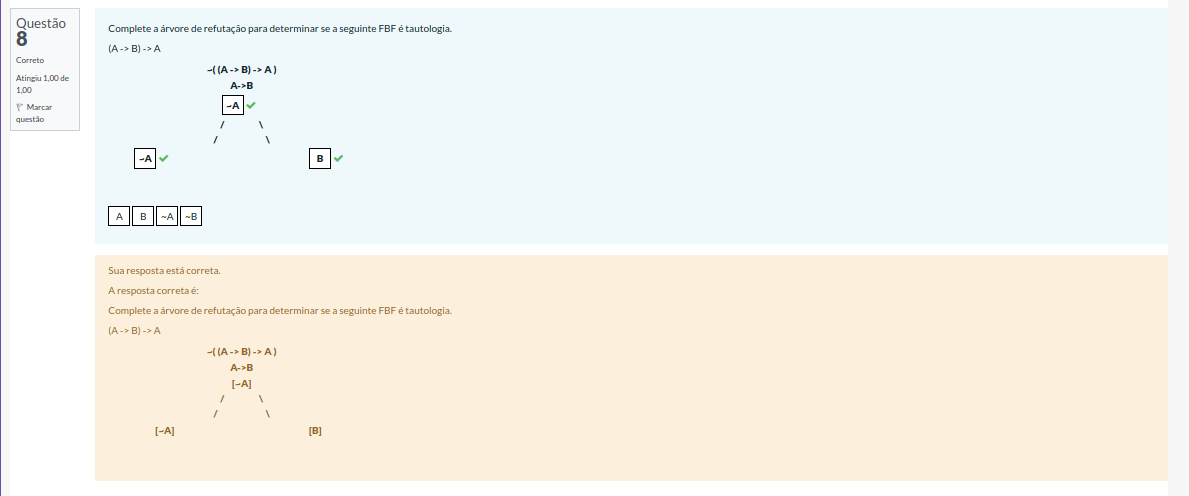 Questão
8
Correto
Atingiu 1,00 de
1,00
Marcar
questão
Complete a árvore de refutação para determinar se a seguinte FBF é tautologia.
(A -> B) -> A
~( (A -> B) -> A )
A->B
~A
/ \
/ \
~A B
A B ~A ~B
Sua resposta está correta.
A resposta correta é:
Complete a árvore de refutação para determinar se a seguinte FBF é tautologia.
(A -> B) -> A
~( (A -> B) -> A )
A->B
[~A]
/ \
/ \
[~A] [B]